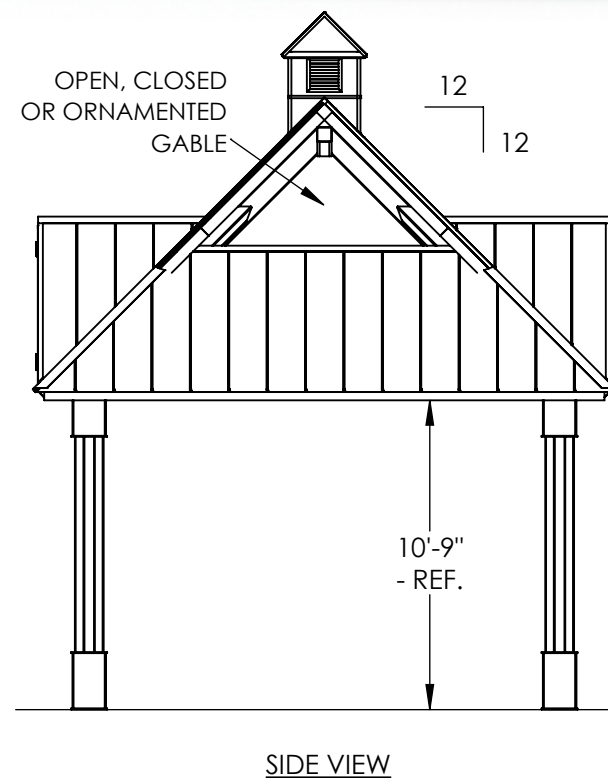 OPEN, CLOSED
OR ORNAMENTED
GABLE
12
12
10'-9"
- REF.
SIDE VIEW